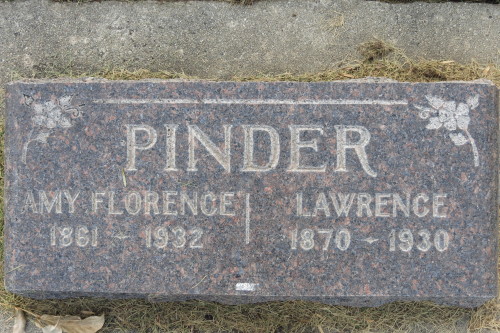 PINDER
AMY FLORENCE
1861 - 1932
LAWRENCE
1870 - 1930